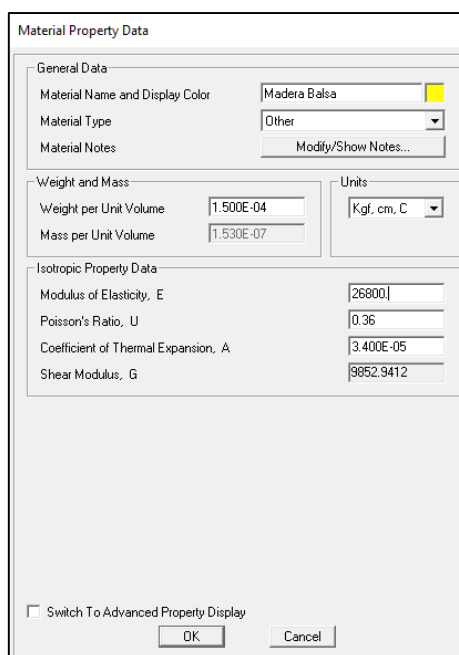 Material Property Data
General Data
Material Name and Display Color Madera Balsa
Material Type Other
Material Notes Modify/Show Notes...
Weight and Mass Units
Weight per Unit Volume 1.500E-04 Kgf, cm, C
Mass per Unit Volume 1.530E-07
Isotropic Property Data
Modulus of Elasticity, E 26800.
Poisson's Ratio, U 0.36
Coefficient of Thermal Expansion, A 3.400E-05
Shear Modulus, G 9852.9412
Switch To Advanced Property Display
OK Cancel